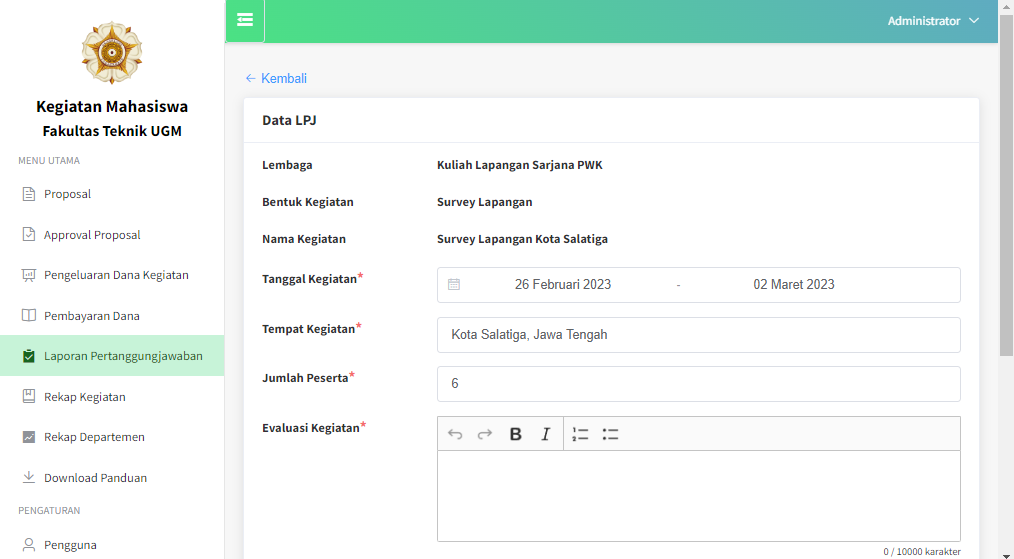 Administrator
Kegiatan Mahasiswa
Fakultas Teknik UGM
MENU UTAMA
Proposal
Approval Proposal
Pengeluaran Dana Kegiatan
Pembayaran Dana
Laporan Pertanggungjawaban
Rekap Kegiatan
Rekap Departemen
Download Panduan
PENGATURAN
Pengguna
← Kembali
Data LPJ
Lembaga Kuliah Lapangan Sarjana PWK
Bentuk Kegiatan Survey Lapangan
Nama Kegiatan Survey Lapangan Kota Salatiga
Tanggal Kegiatan* 26 Februari 2023 - 02 Maret 2023
Tempat Kegiatan* Kota Salatiga, Jawa Tengah
Jumlah Peserta* 6
Evaluasi Kegiatan* B I
0 / 10000 karakter